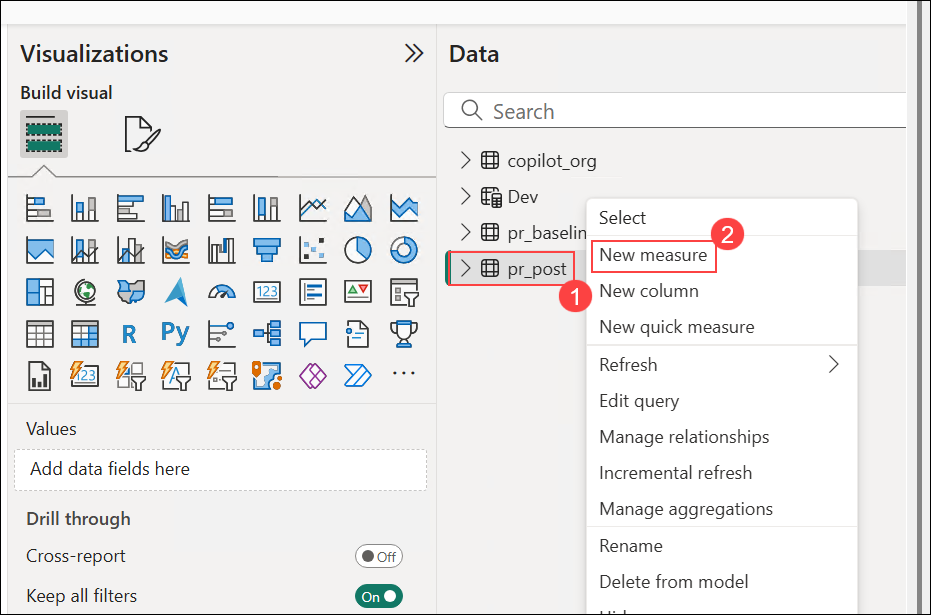 Visualizations
Build visual
123
R
Py
123
Values
Add data fields here
Drill through
Cross-report
Off
Keep all filters
On
Data
Search
copilot_org
Dev
pr_baselin
pr_post
1
2
Select
New measure
New column
New quick measure
Refresh
Edit query
Manage relationships
Incremental refresh
Manage aggregations
Rename
Delete from model